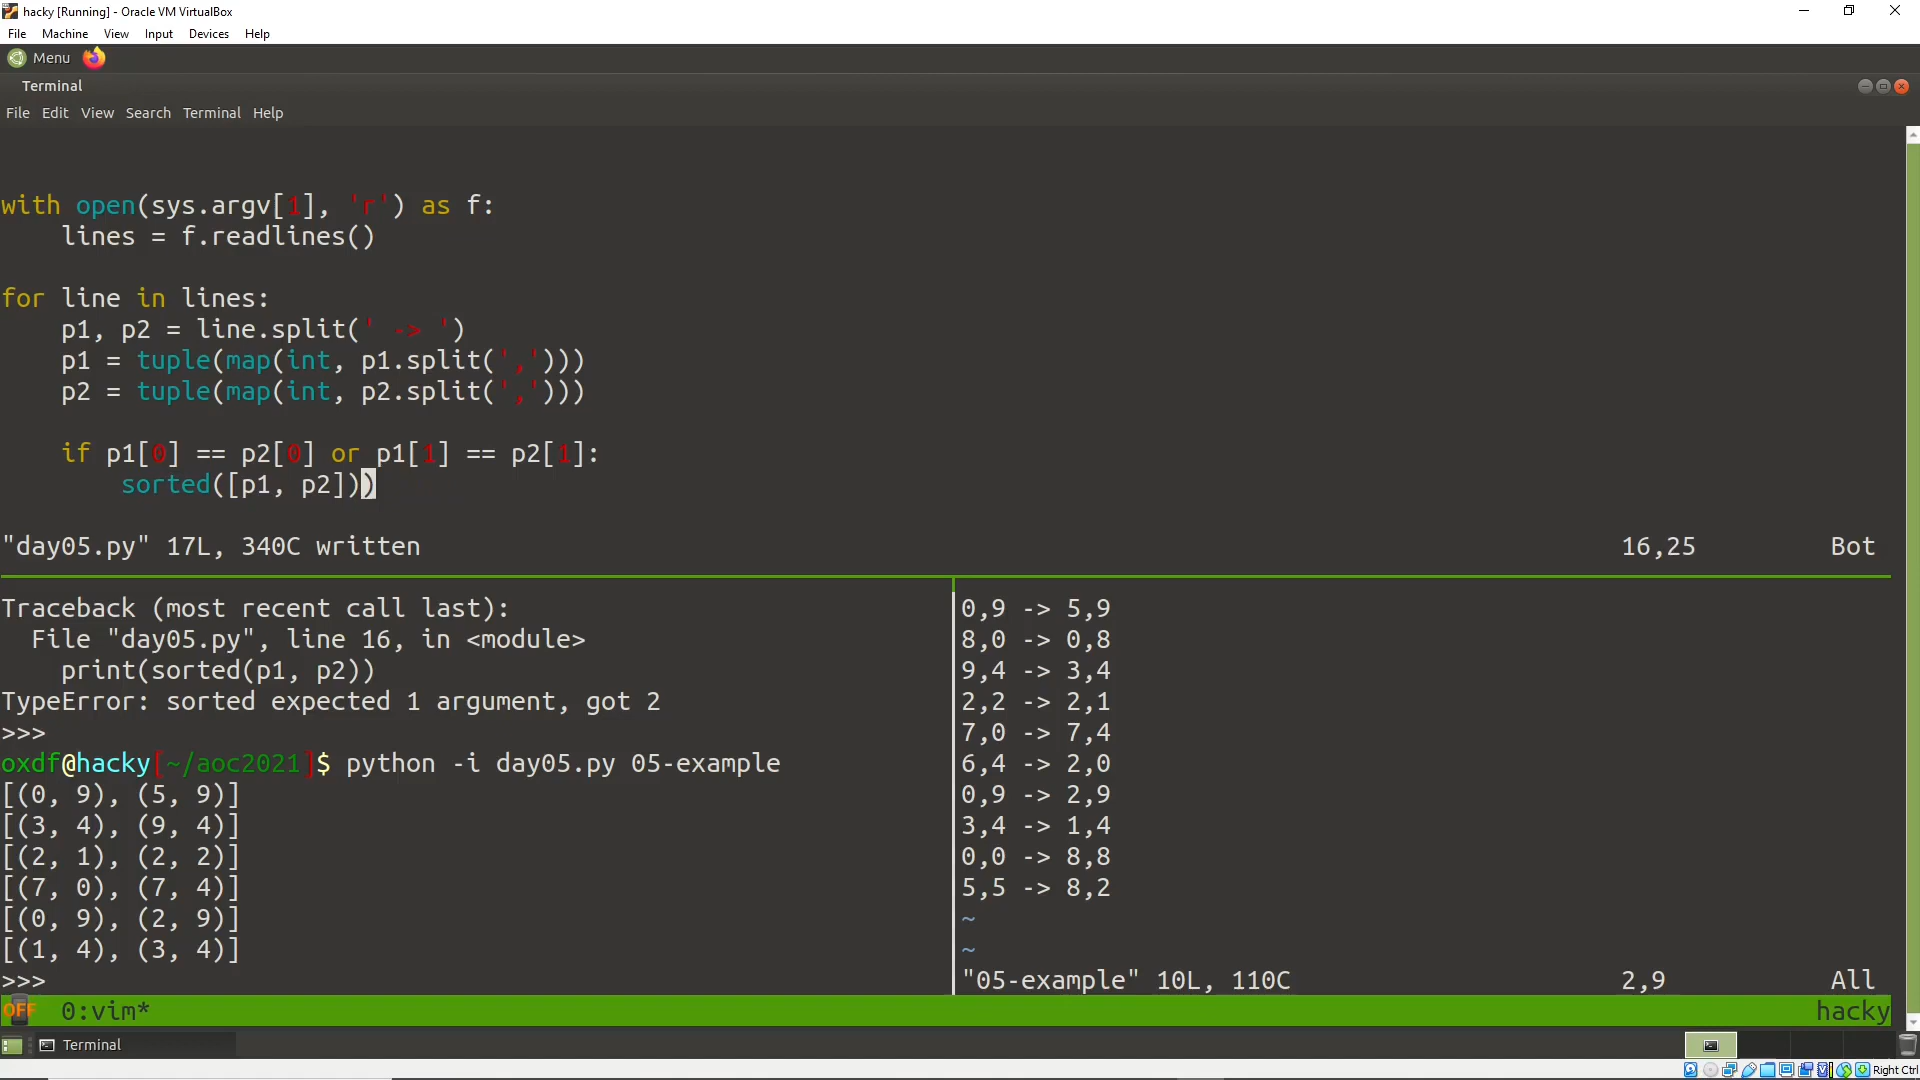 hacky [Running] - Oracle VM VirtualBox
File Machine View Input Devices Help
Menu
Terminal
File Edit View Search Terminal Help
with open(sys.argv[1], 'r') as f:
    lines = f.readlines()
for line in lines:
    p1, p2 = line.split(' -> ')
    p1 = tuple(map(int, p1.split(',')))
    p2 = tuple(map(int, p2.split(',')))
    if p1[0] == p2[0] or p1[1] == p2[1]:
        sorted([p1, p2]))
"day05.py" 17L, 340C written 16,25 Bot
Traceback (most recent call last):
  File "day05.py", line 16, in <module>
    print(sorted(p1, p2))
TypeError: sorted expected 1 argument, got 2
>>>
oxdf@hacky[~/aoc2021]$ python -i day05.py 05-example
[(0, 9), (5, 9)]
[(3, 4), (9, 4)]
[(2, 1), (2, 2)]
[(7, 0), (7, 4)]
[(0, 9), (2, 9)]
[(1, 4), (3, 4)]
>>>
0,9 -> 5,9
8,0 -> 0,8
9,4 -> 3,4
2,2 -> 2,1
7,0 -> 7,4
6,4 -> 2,0
0,9 -> 2,9
3,4 -> 1,4
0,0 -> 8,8
5,5 -> 8,2
~
~
"05-example" 10L, 110C 2,9 All
OFF 0:vim* hacky
Terminal
Right Ctrl